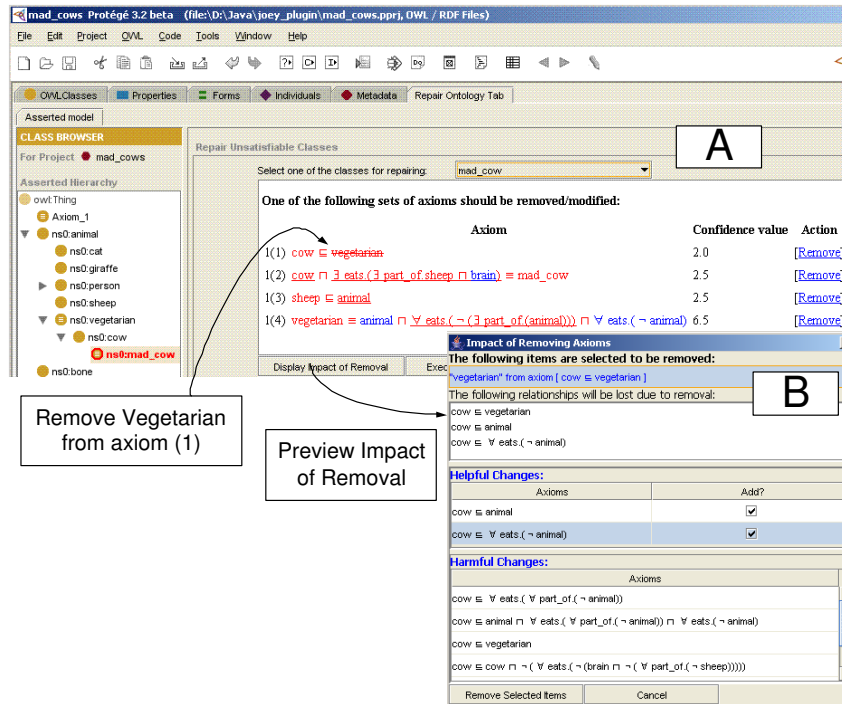 mad_cows Protégé 3.2 beta (file:\D:\Java\joey_plugin\mad_cows.pprj, OWL / RDF Files)
File Edit Project OWL Code Tools Window Help
OWLClasses Properties Forms Individuals Metadata Repair Ontology Tab
Asserted model
CLASS BROWSER
For Project mad_cows
Asserted Hierarchy
owl:Thing
Axiom_1
ns0:animal
ns0:cat
ns0:giraffe
ns0:person
ns0:sheep
ns0:vegetarian
ns0:cow
ns0:mad_cow
ns0:bone
Repair Unsatisfiable Classes
A
Select one of the classes for repairing: mad_cow
One of the following sets of axioms should be removed/modified:
Axiom Confidence value Action
1(1) cow ⊑ vegetarian 2.0 [Remove]
1(2) cow ⊓ ∃ eats.(∃ part_of.sheep ⊓ brain) ≡ mad_cow 2.5 [Remove]
1(3) sheep ⊑ animal 2.5 [Remove]
1(4) vegetarian ≡ animal ⊓ ∀ eats.( ¬ (∃ part_of.(animal))) ⊓ ∀ eats.( ¬ animal) 6.5 [Remove]
Display Impact of Removal Exec
Remove Vegetarian
from axiom (1)
Preview Impact
of Removal
Impact of Removing Axioms
The following items are selected to be removed:
"vegetarian" from axiom [ cow ⊑ vegetarian ]
B
The following relationships will be lost due to removal:
cow ⊑ vegetarian
cow ⊑ animal
cow ⊑ ∀ eats.( ¬ animal)
Helpful Changes:
Axioms Add?
cow ⊑ animal
cow ⊑ ∀ eats.( ¬ animal)
Harmful Changes:
Axioms
cow ⊑ ∀ eats.( ∀ part_of.( ¬ animal))
cow ⊑ animal ⊓ ∀ eats.( ∀ part_of.( ¬ animal)) ⊓ ∀ eats.( ¬ animal)
cow ⊑ vegetarian
cow ⊑ cow ⊓ ¬ ( ∀ eats.( ¬ (brain ⊓ ¬ ( ∀ part_of.( ¬ sheep)))))
Remove Selected Items Cancel